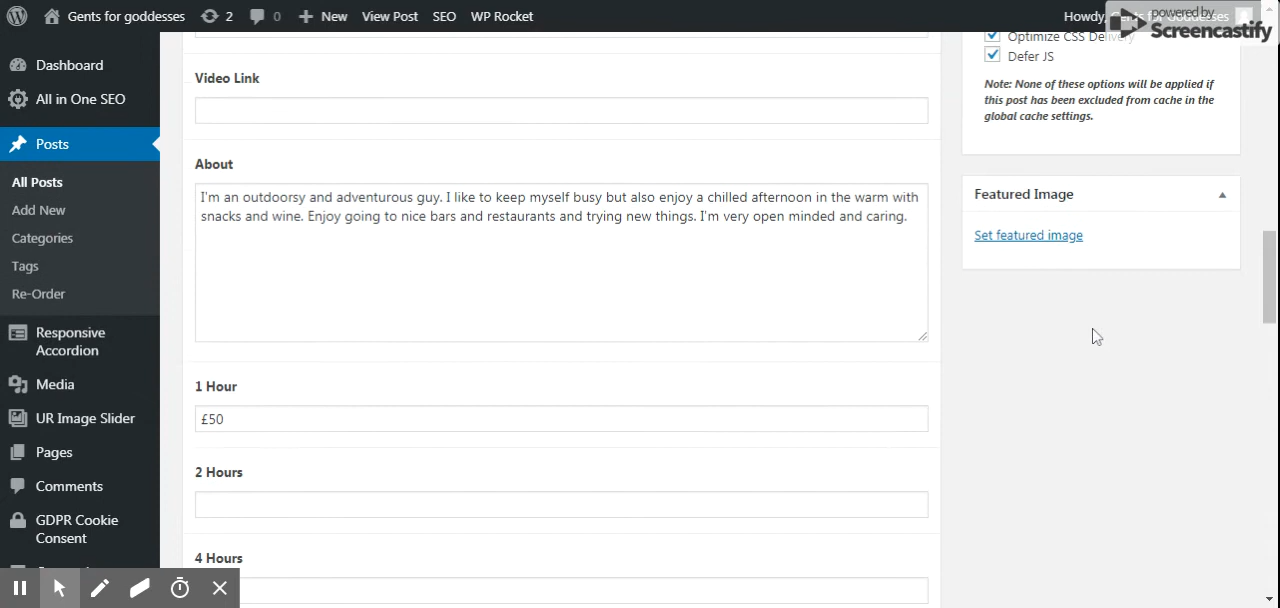 Gents for goddesses 2 0 New View Post SEO WP Rocket Howdy, Gents for Goddesses
powered by
Screencastify
Dashboard
All in One SEO
Posts
All Posts
Add New
Categories
Tags
Re-Order
Responsive
Accordion
Media
UR Image Slider
Pages
Comments
GDPR Cookie
Consent
Video Link
About
I'm an outdoorsy and adventurous guy. I like to keep myself busy but also enjoy a chilled afternoon in the warm with
snacks and wine. Enjoy going to nice bars and restaurants and trying new things. I'm very open minded and caring.
1 Hour
£50
2 Hours
4 Hours
Optimize CSS Delivery
Defer JS
Note: None of these options will be applied if
this post has been excluded from cache in the
global cache settings.
Featured Image
Set featured image